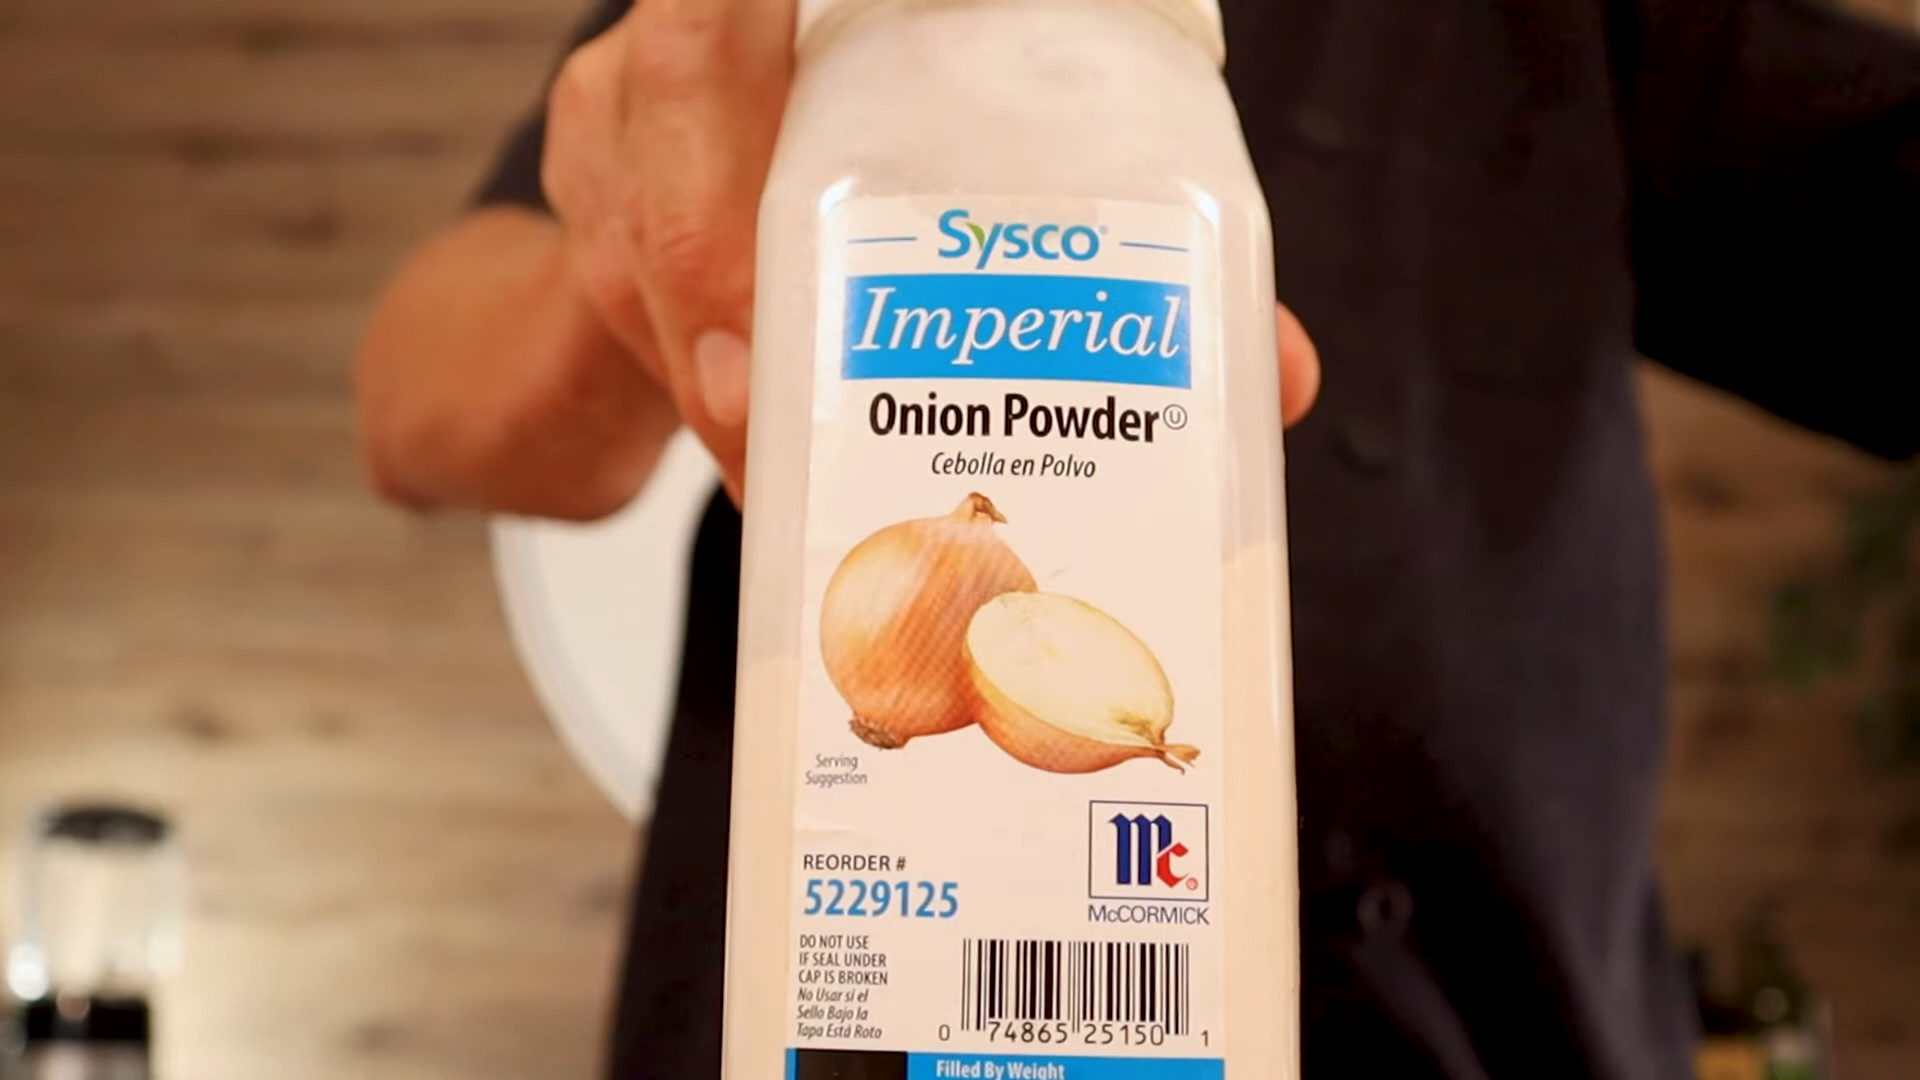 Sysco®
Imperial
Onion Powder Ⓤ
Cebolla en Polvo
Serving
Suggestion
REORDER #
5229125
Mc®
McCORMICK
DO NOT USE
IF SEAL UNDER
CAP IS BROKEN
No Usar si el
Sello Bajo la
Tapa Está Roto
0 74865 25150 1
Filled By Weight